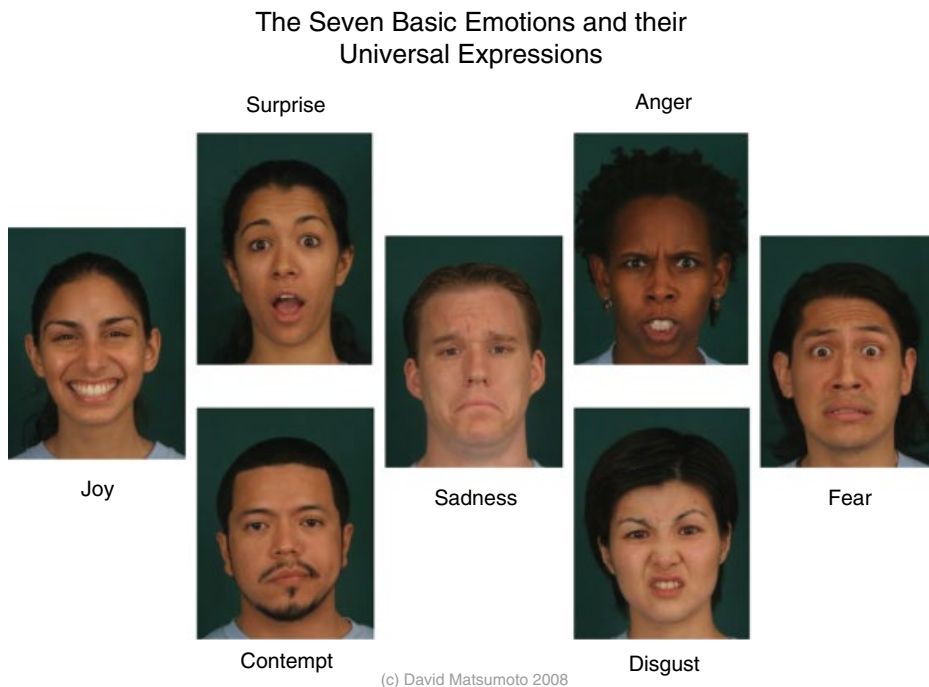 The Seven Basic Emotions and their
Universal Expressions
Surprise
Anger
Joy
Sadness
Fear
Contempt
Disgust
(c) David Matsumoto 2008